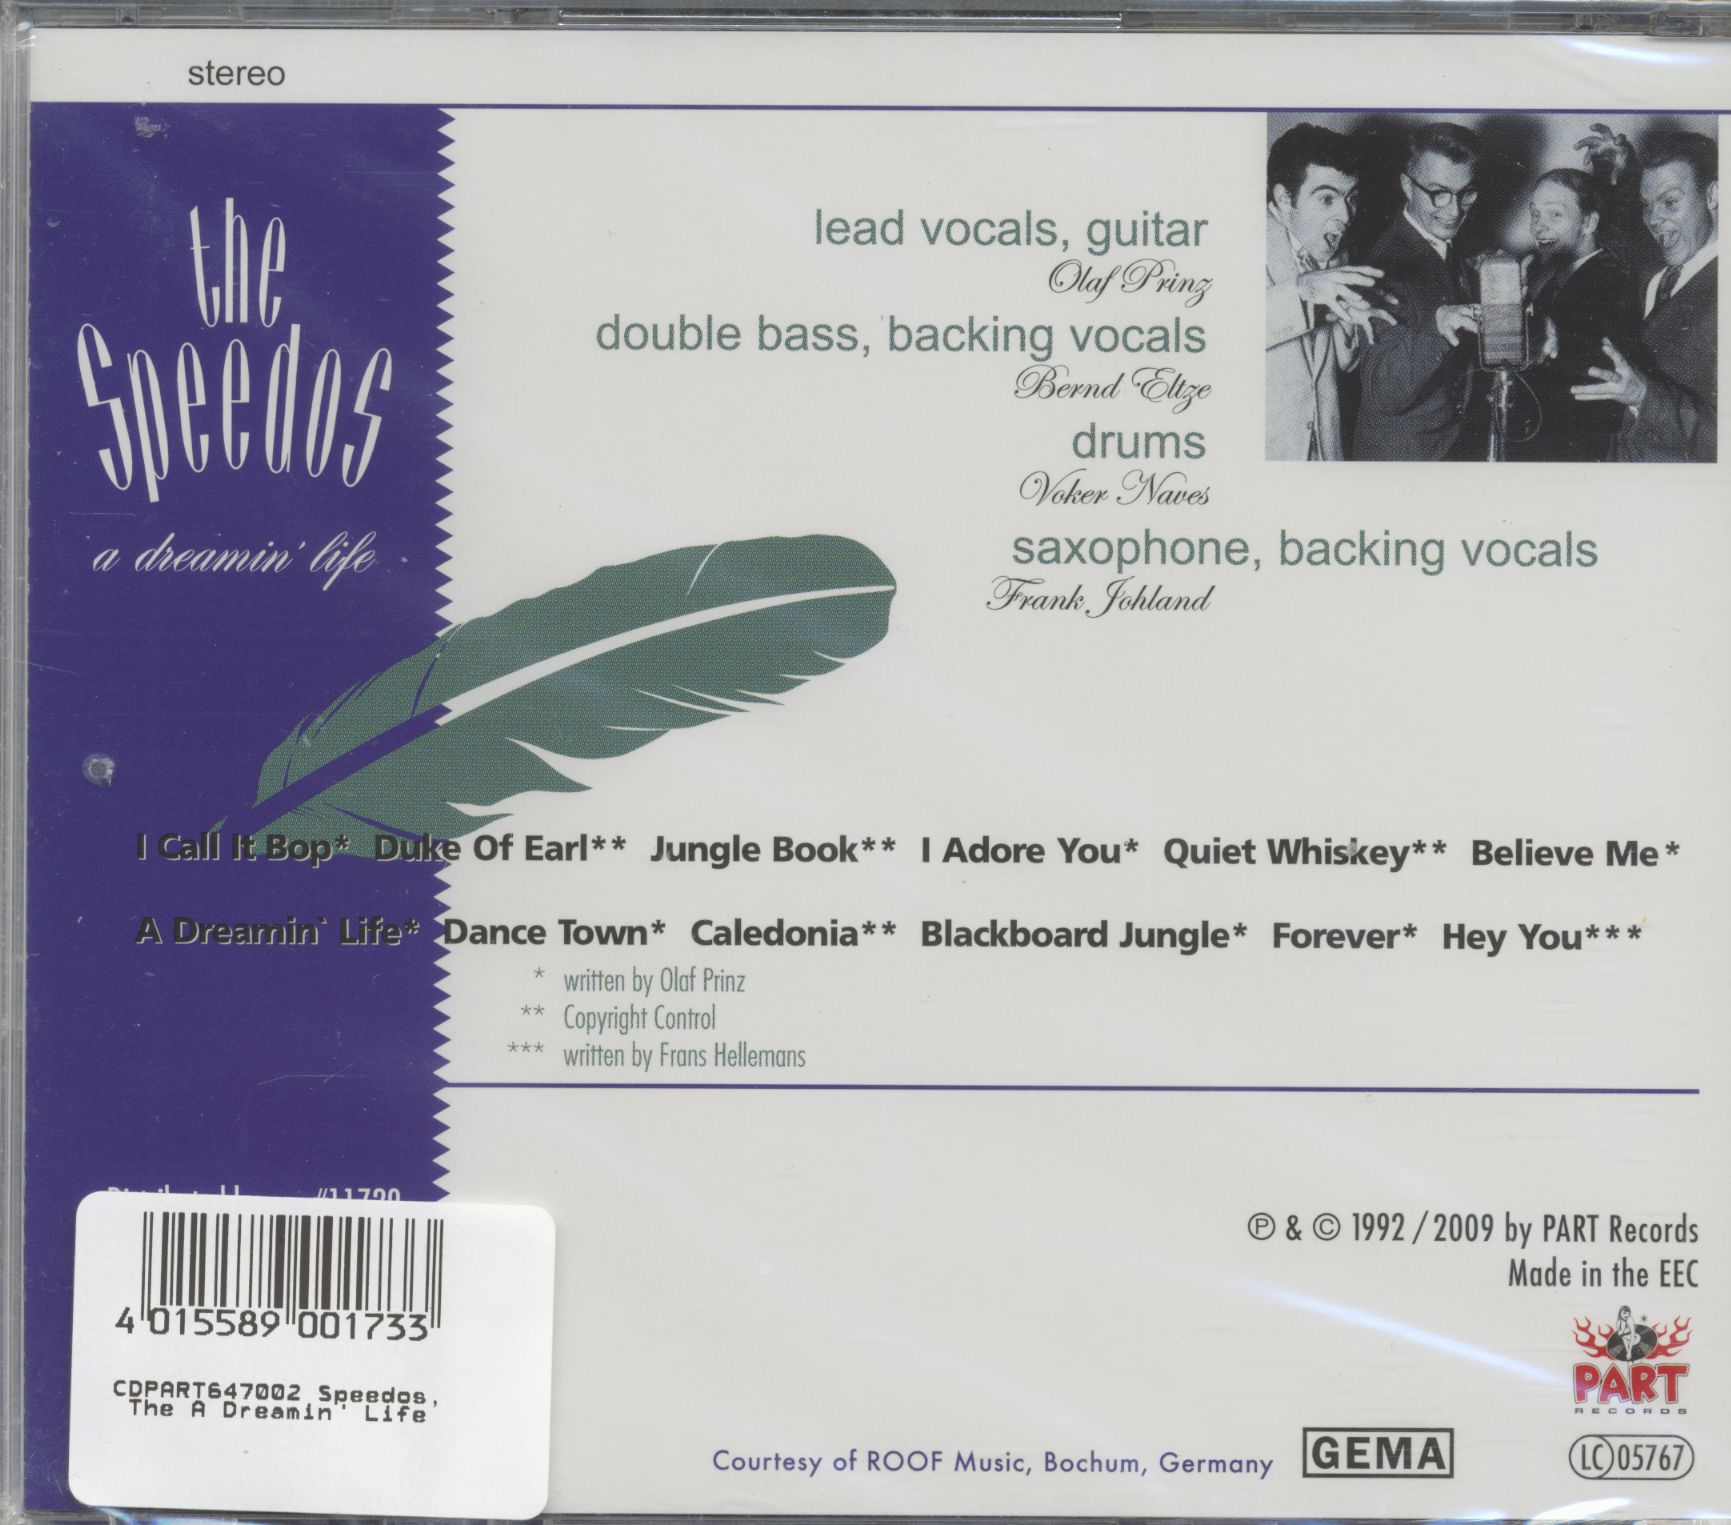 stereo
the
Speedos
a dreamin' life
lead vocals, guitar
Olaf Prinz
double bass, backing vocals
Bernd Eltze
drums
Voker Naves
saxophone, backing vocals
Frank Johland
I Call It Bop* Duke Of Earl** Jungle Book** I Adore You* Quiet Whiskey** Believe Me*
A Dreamin` Life* Dance Town* Caledonia** Blackboard Jungle* Forever* Hey You***
* written by Olaf Prinz
** Copyright Control
*** written by Frans Hellemans
#11720
4 015589 001733
CDPART647002 Speedos,
The A Dreamin' Life
℗ & © 1992 / 2009 by PART Records
Made in the EEC
PART
RECORDS
Courtesy of ROOF Music, Bochum, Germany
GEMA
LC 05767